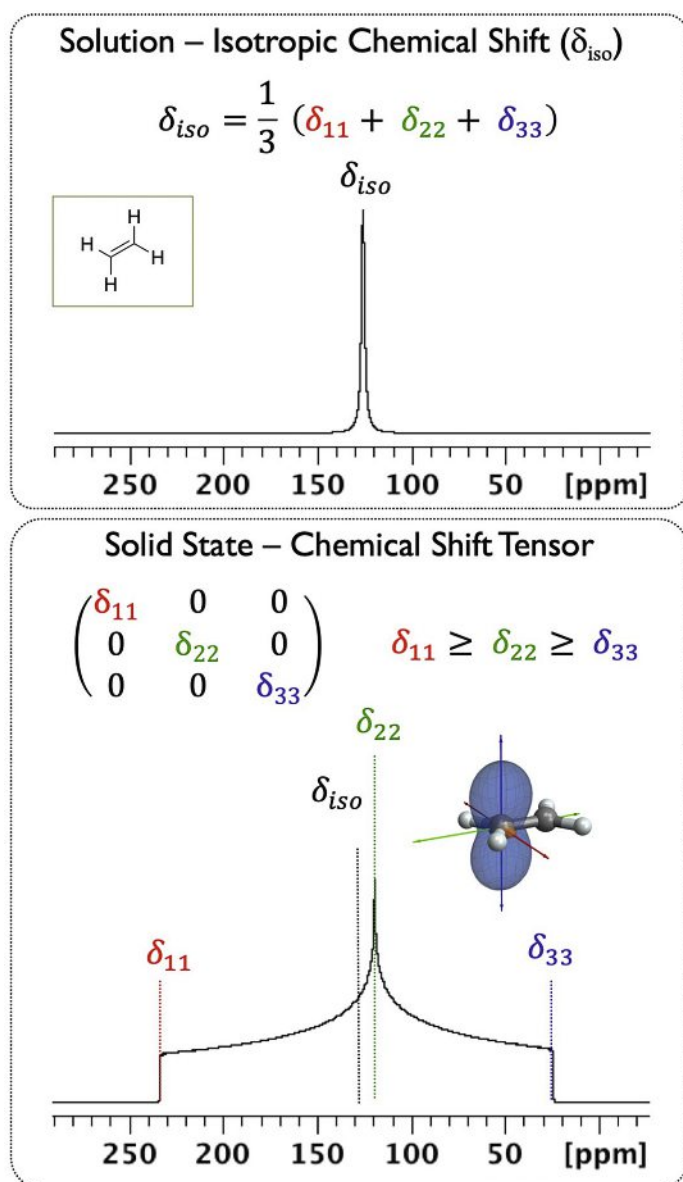 Solution – Isotropic Chemical Shift (δiso)
δiso = 1/3 (δ11 + δ22 + δ33)
δiso
H
H
H
H
250 200 150 100 50 [ppm]
Solid State – Chemical Shift Tensor
δ11 0 0
0 δ22 0
0 0 δ33
δ11 ≥ δ22 ≥ δ33
δ22
δiso
δ11
δ33
250 200 150 100 50 [ppm]